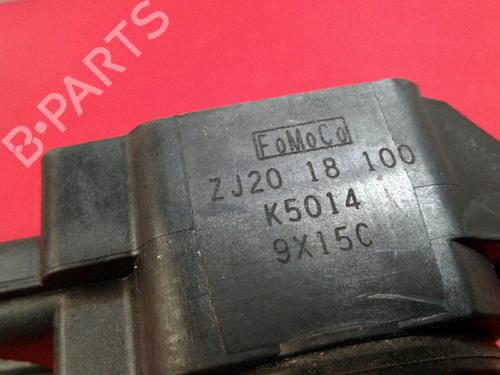 B-PARTS
FoMoCo
ZJ20 18 100
K5014
9X15C